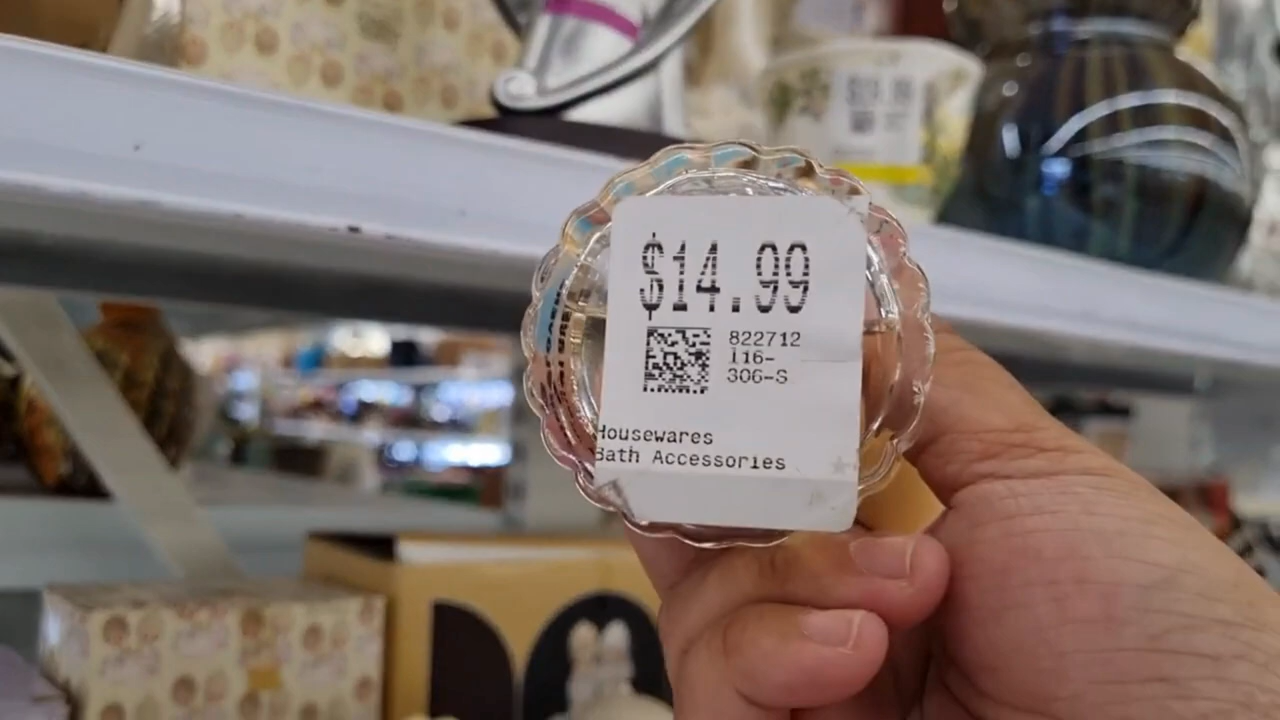 $14.99
822712
116-
306-S
Housewares
Bath Accessories